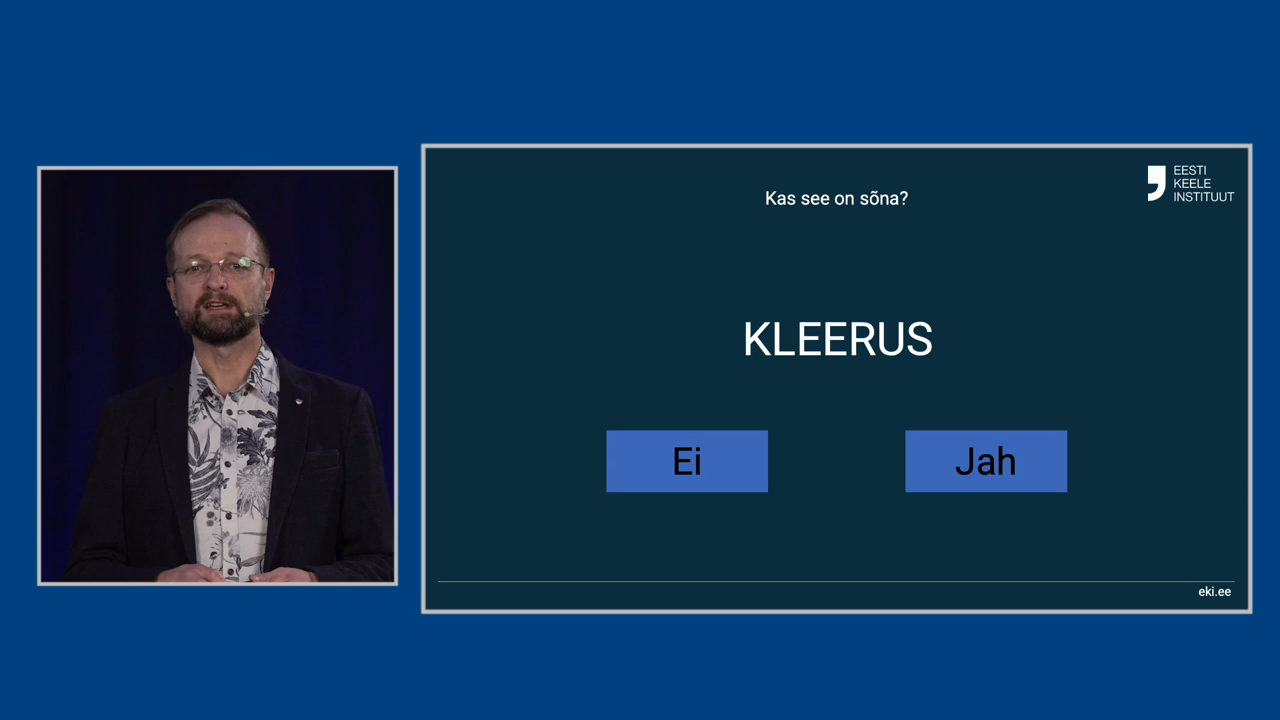 Kas see on sõna?
EESTI
KEELE
INSTITUUT
KLEERUS
Ei
Jah
eki.ee